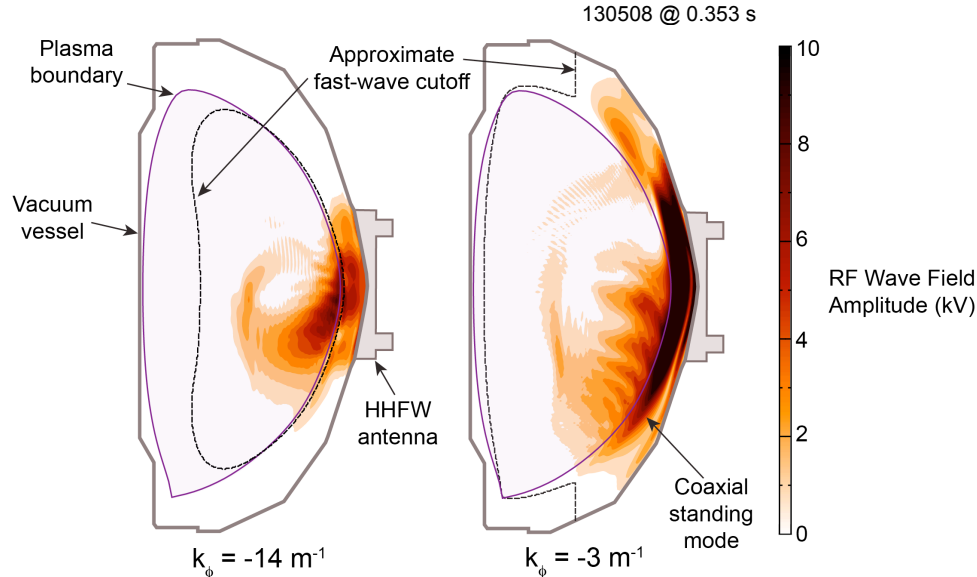 130508 @ 0.353 s
Plasma
boundary
Approximate
fast-wave cutoff
Vacuum
vessel
HHFW
antenna
Coaxial
standing
mode
10
8
6
4
2
0
RF Wave Field
Amplitude (kV)
k_ϕ = -14 m⁻¹
k_ϕ = -3 m⁻¹